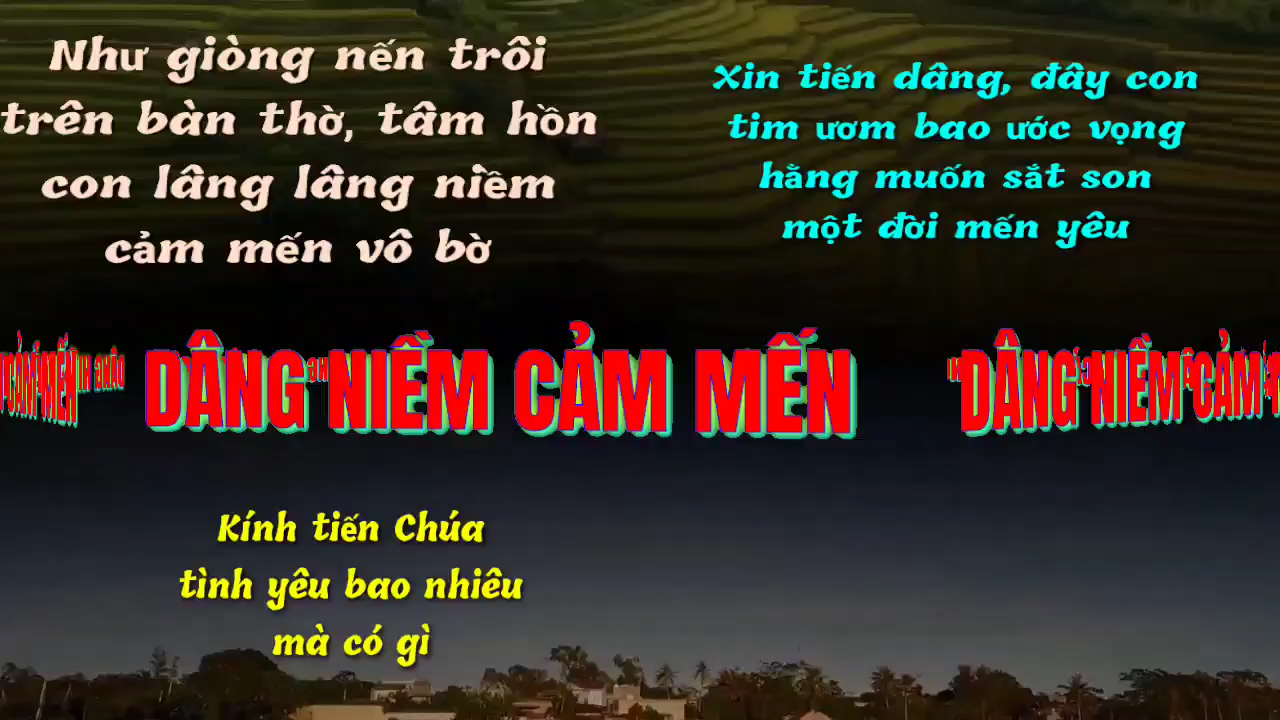 Như giòng nến trôi
trên bàn thờ, tâm hồn
con lâng lâng niềm
cảm mến vô bờ
Xin tiến dâng, đây con
tim ươm bao ước vọng
hằng muốn sắt son
một đời mến yêu
CẢM MẾN
DÂNG NIỀM CẢM MẾN
DÂNG NIỀM CẢM
Kính tiến Chúa
tình yêu bao nhiêu
mà có gì